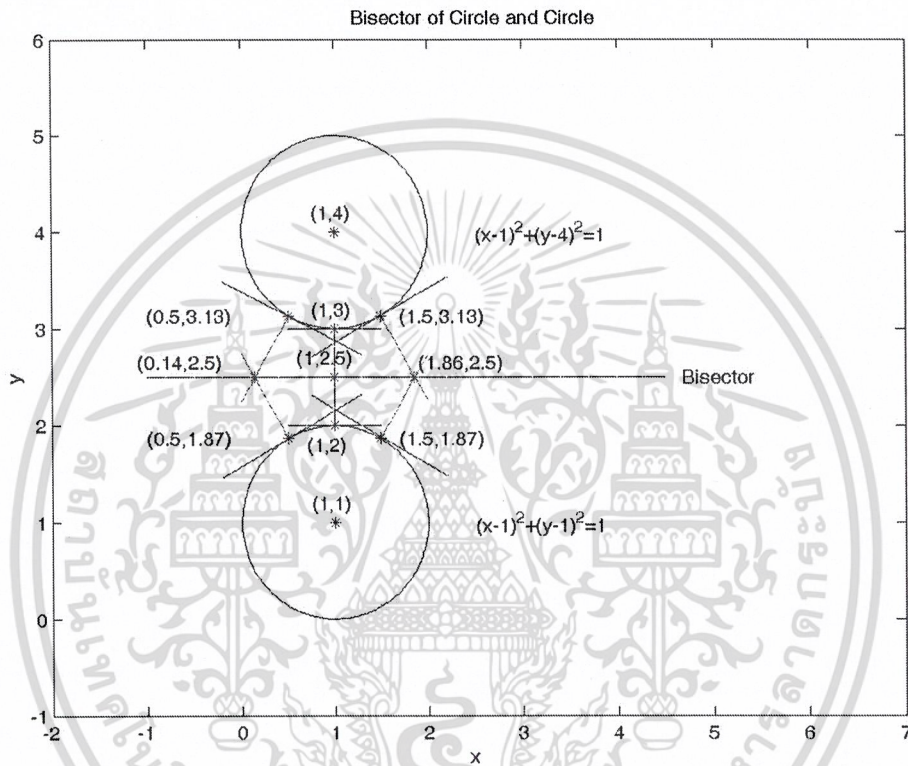 Bisector of Circle and Circle
6
5
4
3
2
1
0
-1
y
(1,4)
(x-1)²+(y-4)²=1
(0.5,3.13)
(1,3)
(1.5,3.13)
(0.14,2.5)
(1,2.5)
(1.86,2.5)
Bisector
(0.5,1.87)
(1,2)
(1.5,1.87)
(1,1)
(x-1)²+(y-1)²=1
-2 -1 0 1 2 3 4 5 6 7
x